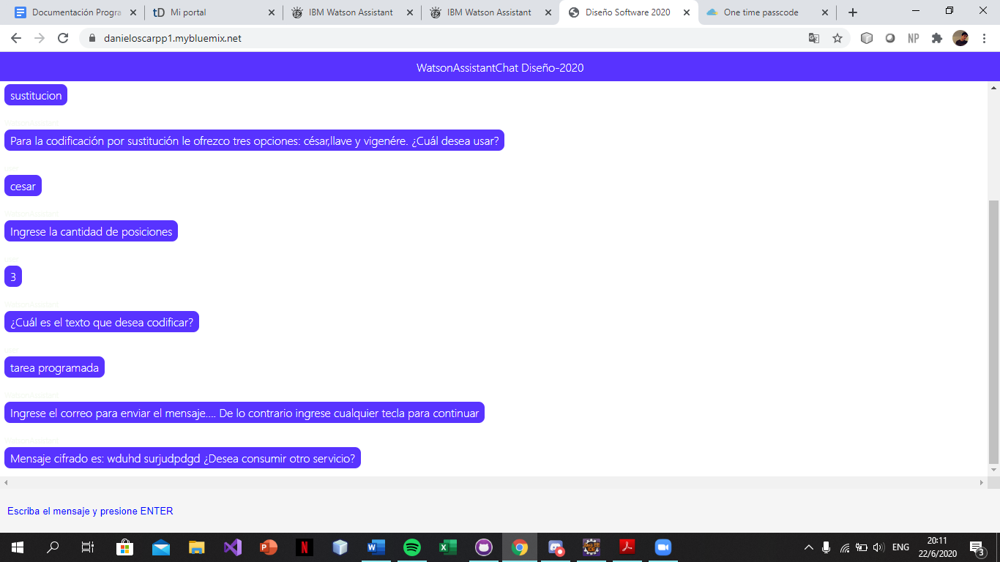 Documentación Progra
Mi portal
IBM Watson Assistant
IBM Watson Assistant
Diseño Software 2020
One time passcode
danieloscarpp1.mybluemix.net
NP
WatsonAssistantChat Diseño-2020
sustitucion
WatsonAssistant
Para la codificación por sustitución le ofrezco tres opciones: césar,llave y vigenére. ¿Cuál desea usar?
cesar
WatsonAssistant
Ingrese la cantidad de posiciones
3
WatsonAssistant
¿Cuál es el texto que desea codificar?
tarea programada
WatsonAssistant
Ingrese el correo para enviar el mensaje.... De lo contrario ingrese cualquier tecla para continuar
WatsonAssistant
Mensaje cifrado es: wduhd surjudpdgd ¿Desea consumir otro servicio?
Escriba el mensaje y presione ENTER
ENG
20:11
22/6/2020
3